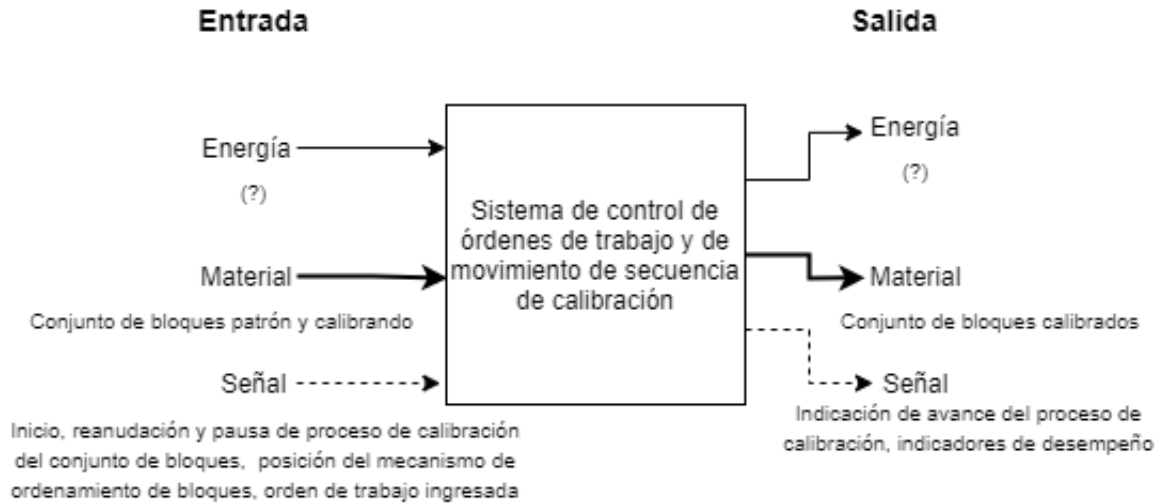 Entrada
Salida
Energía
(?)
Energía
(?)
Sistema de control de
órdenes de trabajo y de
movimiento de secuencia
de calibración
Material
Conjunto de bloques patrón y calibrando
Material
Conjunto de bloques calibrados
Señal
Inicio, reanudación y pausa de proceso de calibración
del conjunto de bloques,  posición del mecanismo de
ordenamiento de bloques, orden de trabajo ingresada
Señal
Indicación de avance del proceso de
calibración, indicadores de desempeño